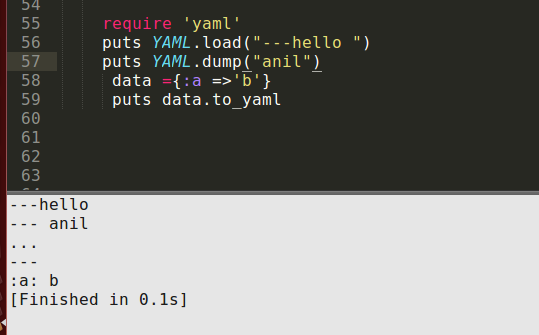 54
55 require 'yaml'
56 puts YAML.load("---hello ")
57 puts YAML.dump("anil")
58 data ={:a =>'b'}
59 puts data.to_yaml
60
61
62
63
---hello
--- anil
...
---
:a: b
[Finished in 0.1s]